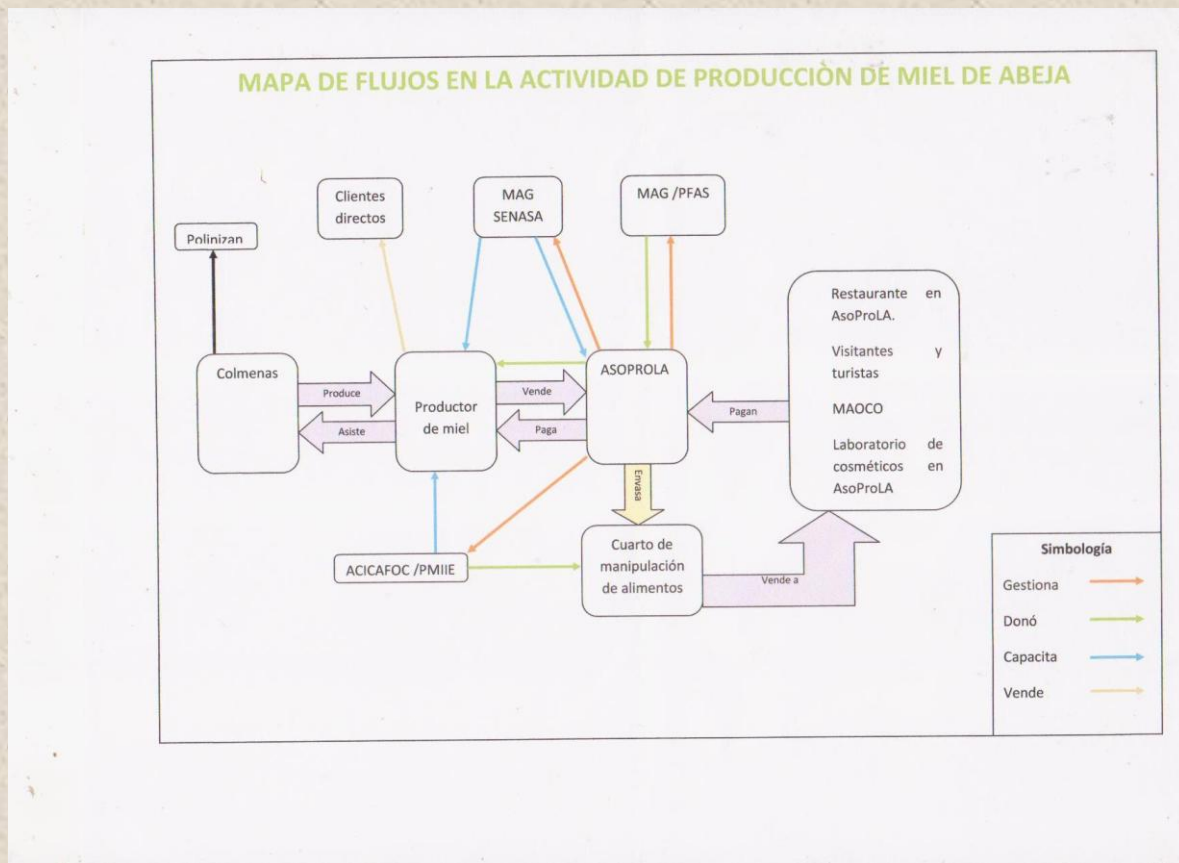 MAPA DE FLUJOS EN LA ACTIVIDAD DE PRODUCCIÒN DE MIEL DE ABEJA
Clientes
directos
MAG
SENASA
MAG /PFAS
Polinizan
Restaurante en
AsoProLA.
Visitantes y
turistas
MAOCO
Laboratorio de
cosméticos en
AsoProLA
Colmenas
Produce
Asiste
Productor
de miel
Vende
Paga
ASOPROLA
Pagan
Envasa
ACICAFOC /PMIIE
Cuarto de
manipulación
de alimentos
Vende a
Simbología
Gestiona
Donó
Capacita
Vende